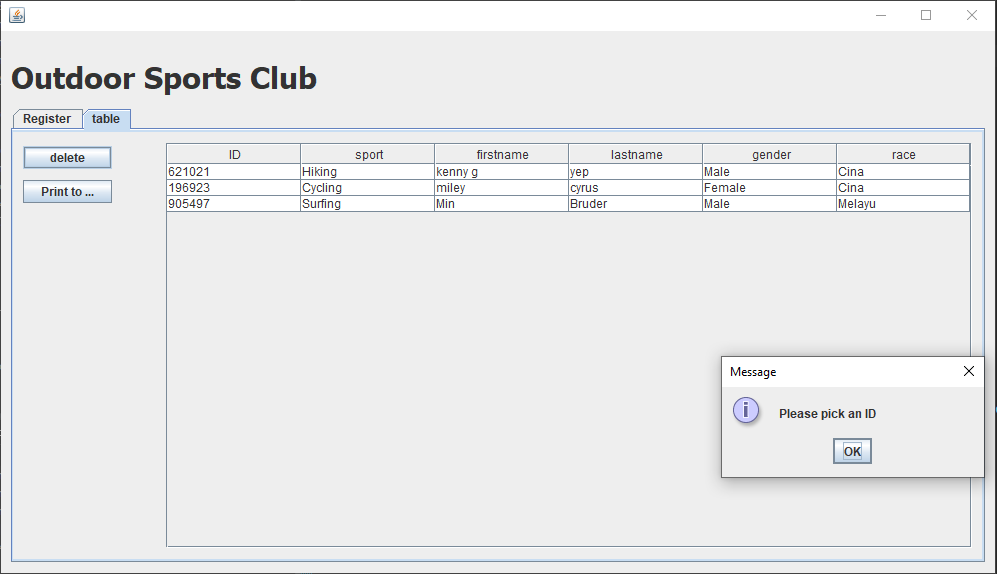 Outdoor Sports Club
Register table
delete
Print to ...
ID sport firstname lastname gender race
621021 Hiking kenny g yep Male Cina
196923 Cycling miley cyrus Female Cina
905497 Surfing Min Bruder Male Melayu
Message
Please pick an ID
OK